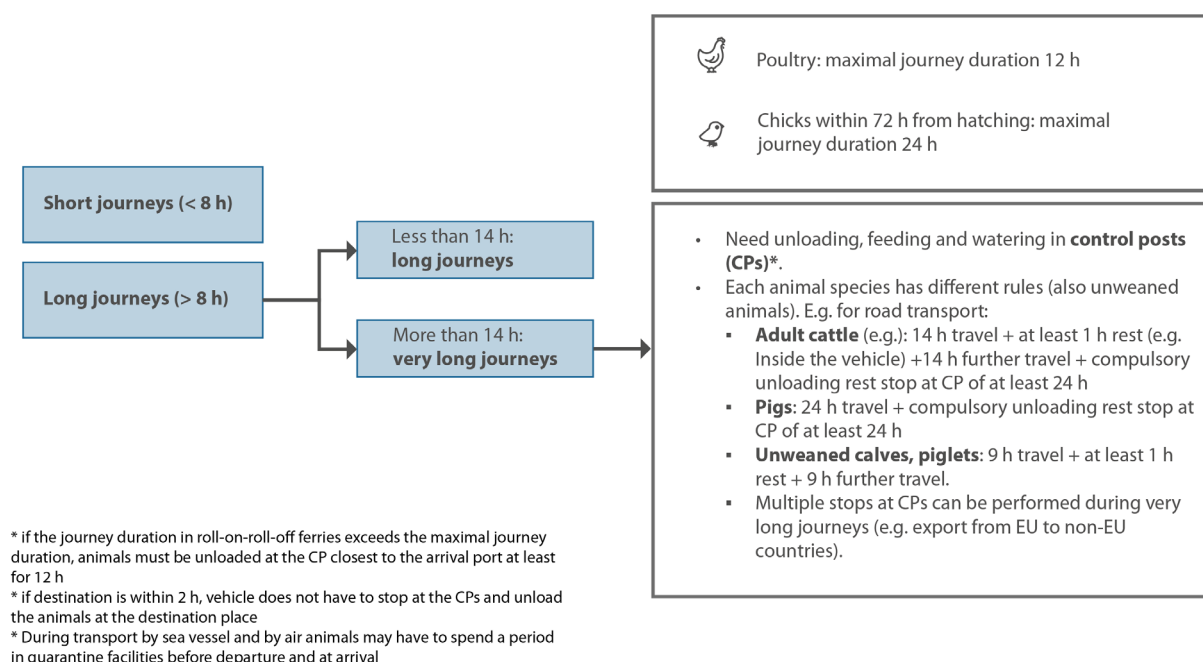 Poultry: maximal journey duration 12 h
Chicks within 72 h from hatching: maximal
journey duration 24 h
Short journeys (< 8 h)
Long journeys (> 8 h)
Less than 14 h:
long journeys
More than 14 h:
very long journeys
• Need unloading, feeding and watering in control posts
(CPs)*.
• Each animal species has different rules (also unweaned
animals). E.g. for road transport:
▪ Adult cattle (e.g.): 14 h travel + at least 1 h rest (e.g.
Inside the vehicle) +14 h further travel + compulsory
unloading rest stop at CP of at least 24 h
▪ Pigs: 24 h travel + compulsory unloading rest stop at
CP of at least 24 h
▪ Unweaned calves, piglets: 9 h travel + at least 1 h
rest + 9 h further travel.
▪ Multiple stops at CPs can be performed during very
long journeys (e.g. export from EU to non-EU
countries).
* if the journey duration in roll-on-roll-off ferries exceeds the maximal journey
duration, animals must be unloaded at the CP closest to the arrival port at least
for 12 h
* if destination is within 2 h, vehicle does not have to stop at the CPs and unload
the animals at the destination place
* During transport by sea vessel and by air animals may have to spend a period
in quarantine facilities before departure and at arrival